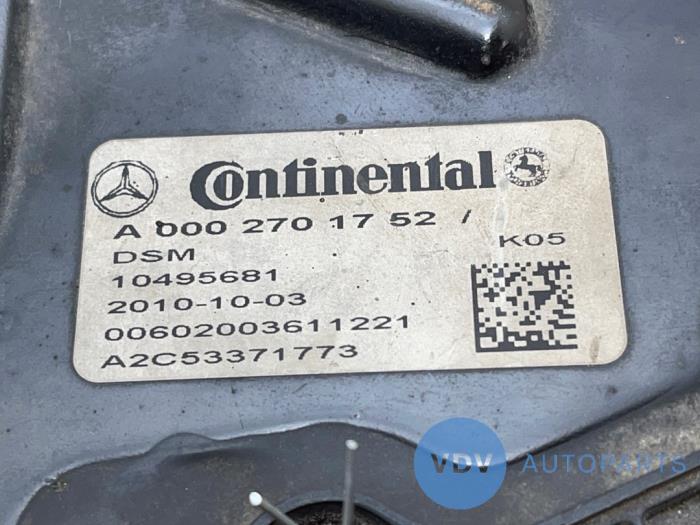 Continental
A 000 270 17 52 /
K05
DSM
10495681
2010-10-03
00602003611221
A2C53371773
VDV AUTOPARTS